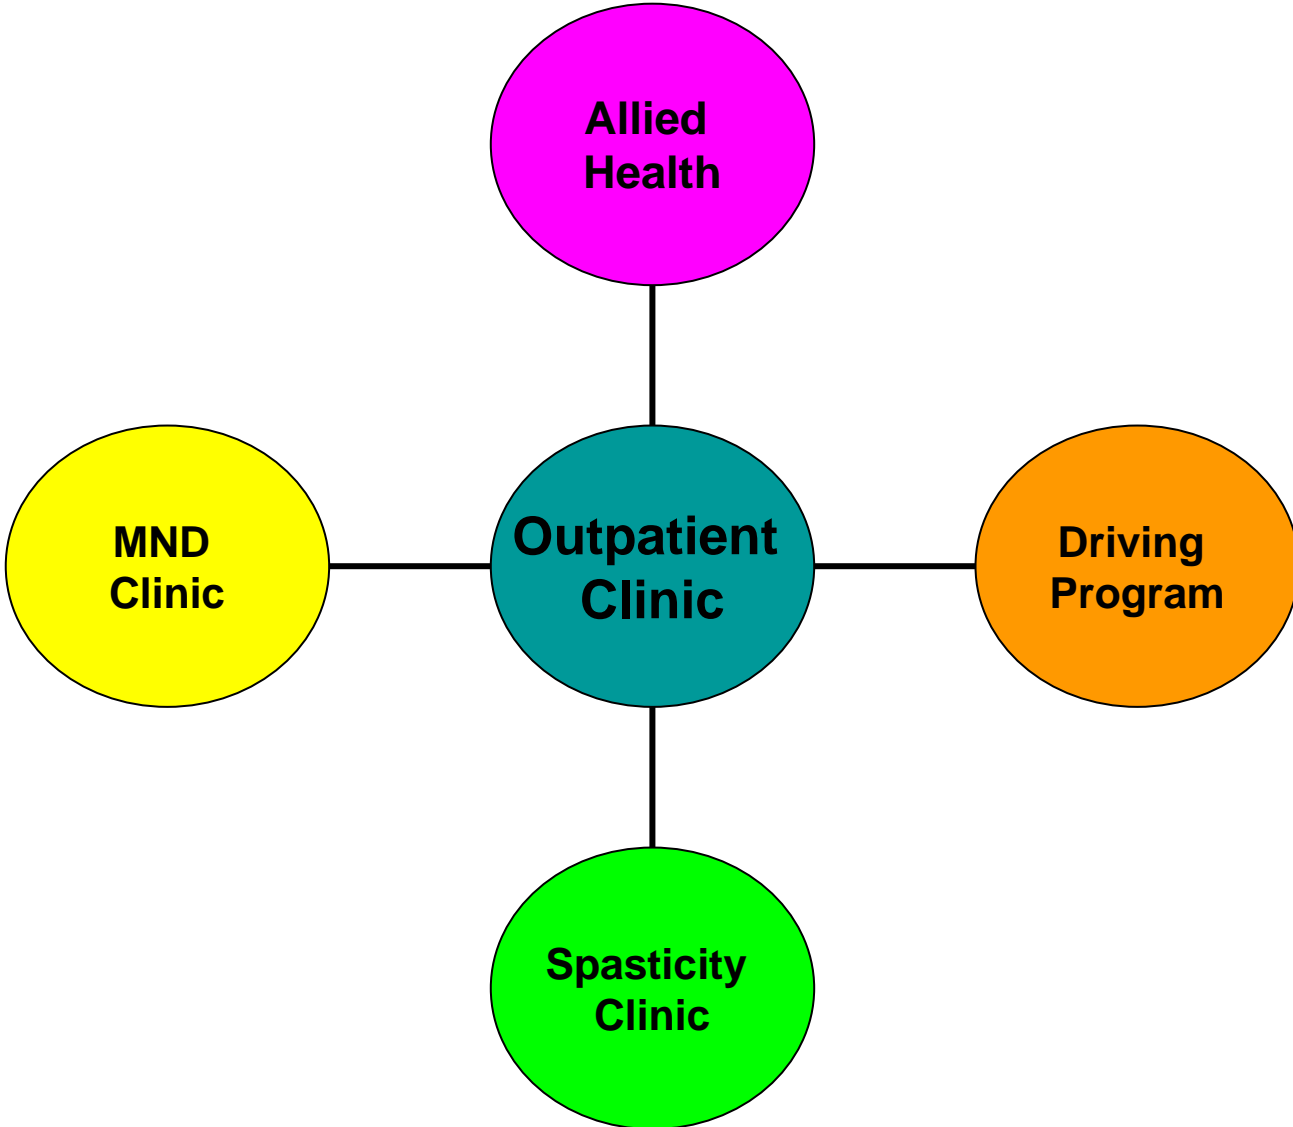 Allied
Health
MND
Clinic
Outpatient
Clinic
Driving
Program
Spasticity
Clinic